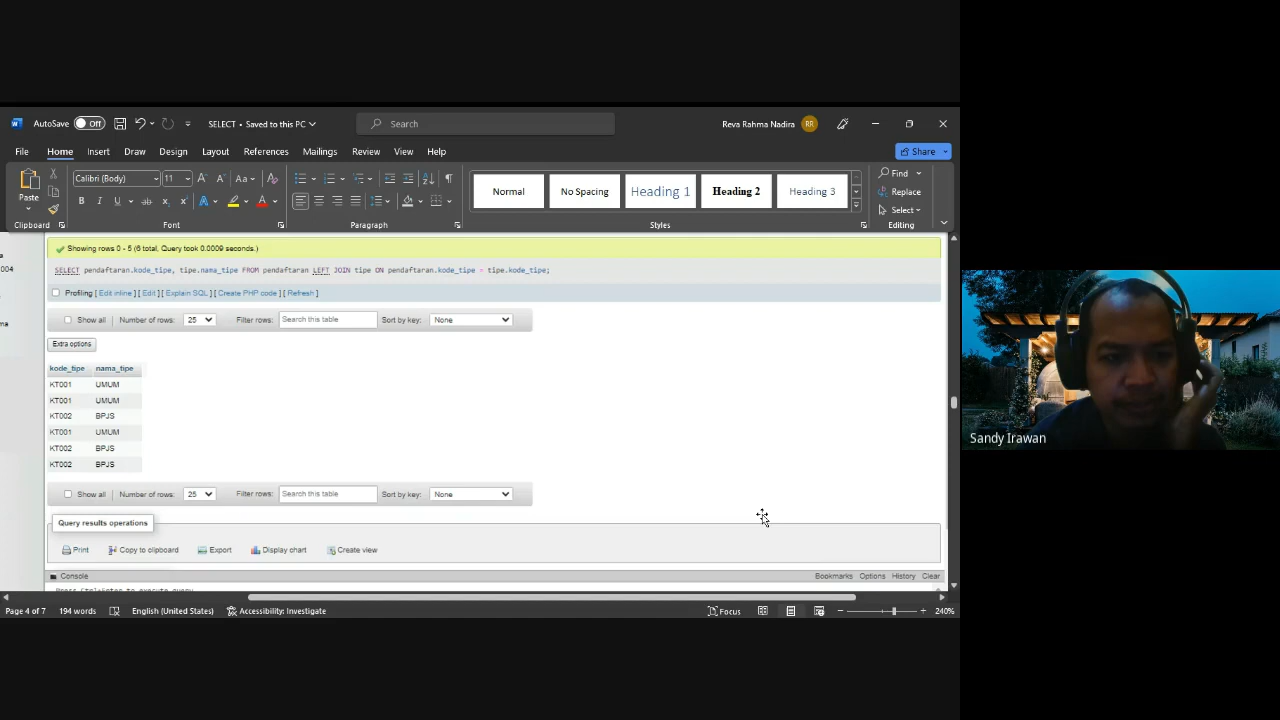 AutoSave Off SELECT • Saved to this PC Search Reva Rahma Nadira RR
File Home Insert Draw Design Layout References Mailings Review View Help Share
Paste Calibri (Body) 11 Normal No Spacing Heading 1 Heading 2 Heading 3 Find
Replace
Select
Clipboard Font Paragraph Styles Editing
Showing rows 0 - 5 (6 total, Query took 0.0009 seconds.)
SELECT pendaftaran.kode_tipe, tipe.nama_tipe FROM pendaftaran LEFT JOIN tipe ON pendaftaran.kode_tipe = tipe.kode_tipe;
Profiling [ Edit inline ] [ Edit ] [ Explain SQL ] [ Create PHP code ] [ Refresh ]
Show all Number of rows: 25 Filter rows: Search this table Sort by key: None
Extra options
kode_tipe nama_tipe
KT001 UMUM
KT001 UMUM
KT002 BPJS
KT001 UMUM
KT002 BPJS
KT002 BPJS
Show all Number of rows: 25 Filter rows: Search this table Sort by key: None
Query results operations
Print Copy to clipboard Export Display chart Create view
Console Bookmarks Options History Clear
Page 4 of 7 194 words English (United States) Accessibility: Investigate Focus 240%
Sandy Irawan